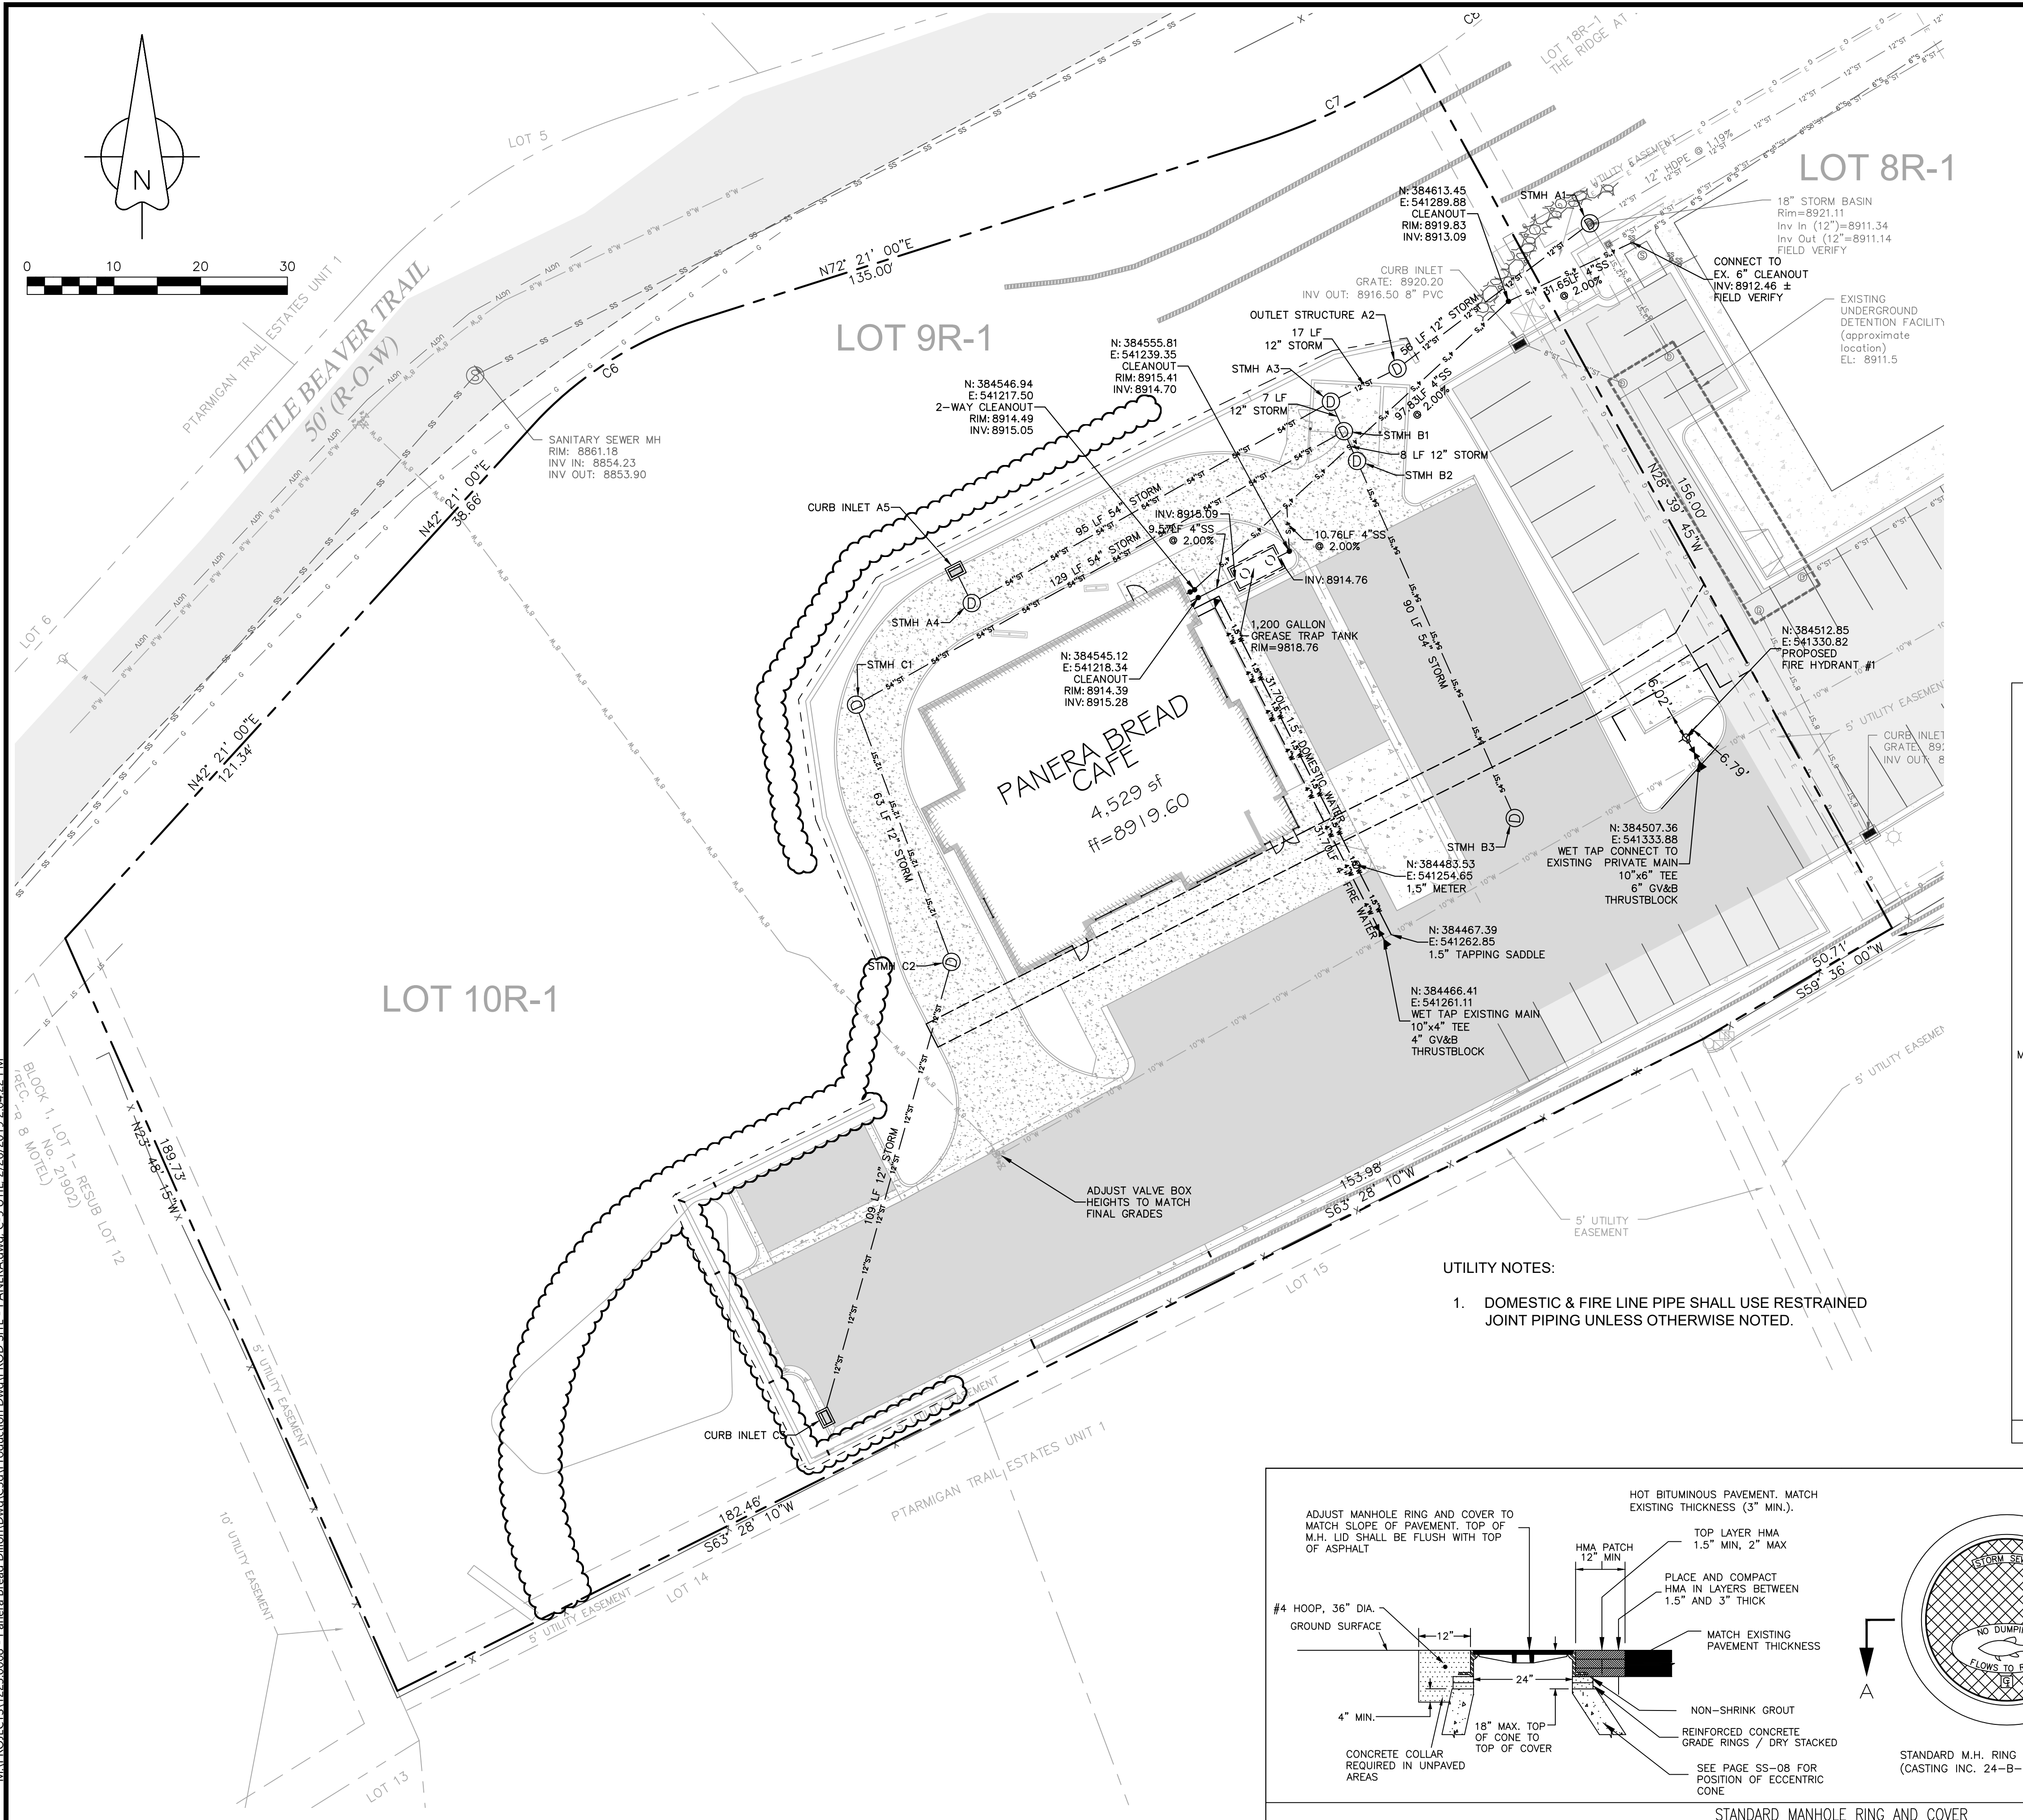 N
0 10 20 30
LOT 5
PTARMIGAN TRAIL ESTATES UNIT 1
LITTLE BEAVER TRAIL
50' (R-O-W)
LOT 6
SANITARY SEWER MH
RIM: 8861.18
INV IN: 8854.23
INV OUT: 8853.90
C6
N72° 21' 00"E
135.00'
C7
C8
LOT 18R-1
THE RIDGE AT
LOT 9R-1
LOT 8R-1
N42° 21' 00"E
38.66'
N42° 21' 00"E
121.34'
N: 384613.45
E: 541289.88
CLEANOUT
RIM: 8919.83
INV: 8913.09
STMH A1
UTILITY EASEMENT
12" HDPE @ 1.19%
18" STORM BASIN
Rim=8921.11
Inv In (12")=8911.34
Inv Out (12"=8911.14
FIELD VERIFY
CONNECT TO
EX. 6" CLEANOUT
INV: 8912.46 ±
FIELD VERIFY
EXISTING
UNDERGROUND
DETENTION FACILITY
(approximate
location)
EL: 8911.5
CURB INLET
GRATE: 8920.20
INV OUT: 8916.50 8" PVC
31.65LF 4"SS
@ 2.00%
OUTLET STRUCTURE A2
56 LF 12" STORM
17 LF
12" STORM
STMH A3
7 LF
12" STORM
97.83LF 4"SS
@ 2.00%
STMH B1
8 LF 12" STORM
STMH B2
N: 384555.81
E: 541239.35
CLEANOUT
RIM: 8915.41
INV: 8914.70
N: 384546.94
E: 541217.50
2-WAY CLEANOUT
RIM: 8914.49
INV: 8915.05
CURB INLET A5
95 LF 54" STORM
129 LF 54" STORM
INV: 8915.09
9.57LF 4"SS
@ 2.00%
10.76LF 4"SS
@ 2.00%
INV: 8914.76
STMH A4
1,200 GALLON
GREASE TRAP TANK
RIM=9818.76
N: 384545.12
E: 541218.34
CLEANOUT
RIM: 8914.39
INV: 8915.28
STMH C1
90 LF 54" STORM
N28° 39' 45"W
156.00'
N: 384512.85
E: 541330.82
PROPOSED
FIRE HYDRANT #1
PANERA BREAD
CAFE
4,529 sf
ff=8919.60
31.70LF 1.5" DOMESTIC WATER
31.70LF 4" FIRE WATER
6.02'
6.79'
5' UTILITY EASEMENT
CURB INLET
GRATE: 892
INV OUT: 8
63 LF 12" STORM
STMH B3
N: 384507.36
E: 541333.88
WET TAP CONNECT TO
EXISTING PRIVATE MAIN
10"x6" TEE
6" GV&B
THRUSTBLOCK
N: 384483.53
E: 541254.65
1.5" METER
N: 384467.39
E: 541262.85
1.5" TAPPING SADDLE
N: 384466.41
E: 541261.11
WET TAP EXISTING MAIN
10"x4" TEE
4" GV&B
THRUSTBLOCK
STMH C2
LOT 10R-1
50.71'
S59° 36' 00"W
5' UTILITY EASEMENT
BLOCK 1, LOT 1- RESUB LOT 12
No. 21902)
8 MOTEL)
189.73'
N23° 48' 15"W
109 LF 12" STORM
ADJUST VALVE BOX
HEIGHTS TO MATCH
FINAL GRADES
153.98'
S63° 28' 10"W
5' UTILITY
EASEMENT
LOT 15
UTILITY NOTES:
1. DOMESTIC & FIRE LINE PIPE SHALL USE RESTRAINED
JOINT PIPING UNLESS OTHERWISE NOTED.
5' UTILITY EASEMENT
CURB INLET C3
5' UTILITY EASEMENT
PTARMIGAN TRAIL ESTATES UNIT 1
182.46'
S63° 28' 10"W
10' UTILITY EASEMENT
5' UTILITY EASEMENT
LOT 14
LOT 13
ADJUST MANHOLE RING AND COVER TO
MATCH SLOPE OF PAVEMENT. TOP OF
M.H. LID SHALL BE FLUSH WITH TOP
OF ASPHALT
HOT BITUMINOUS PAVEMENT. MATCH
EXISTING THICKNESS (3" MIN.).
TOP LAYER HMA
1.5" MIN, 2" MAX
HMA PATCH
12" MIN
PLACE AND COMPACT
HMA IN LAYERS BETWEEN
1.5" AND 3" THICK
#4 HOOP, 36" DIA.
GROUND SURFACE
12"
MATCH EXISTING
PAVEMENT THICKNESS
24"
4" MIN.
18" MAX. TOP
OF CONE TO
TOP OF COVER
NON-SHRINK GROUT
REINFORCED CONCRETE
GRADE RINGS / DRY STACKED
CONCRETE COLLAR
REQUIRED IN UNPAVED
AREAS
SEE PAGE SS-08 FOR
POSITION OF ECCENTRIC
CONE
STORM SEW
NO DUMPI
FLOWS TO R
A
STANDARD M.H. RING
(CASTING INC. 24-B-
STANDARD MANHOLE RING AND COVER